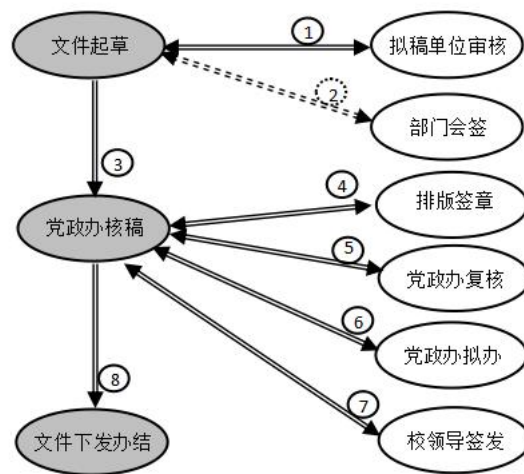 文件起草
1
拟稿单位审核
2
部门会签
3
党政办核稿
4
排版签章
5
党政办复核
6
党政办拟办
7
校领导签发
8
文件下发办结